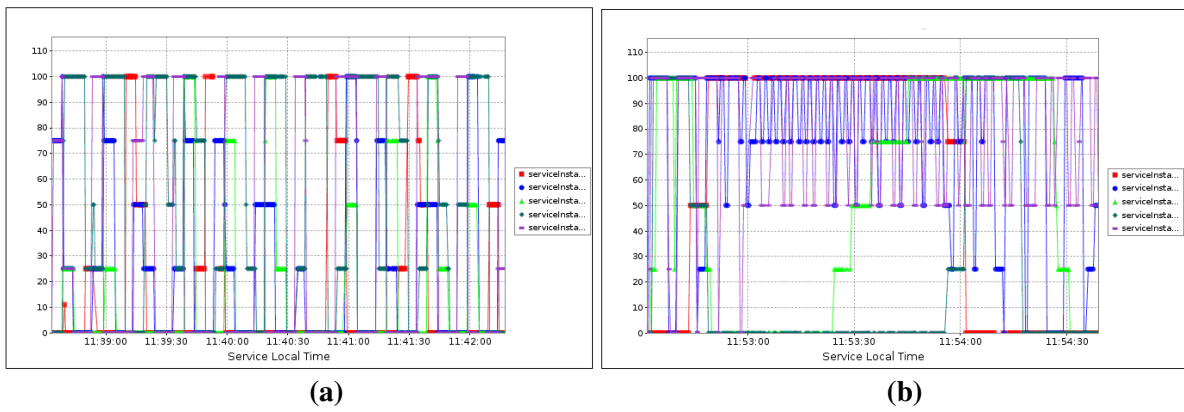 110
100
90
80
70
60
50
40
30
20
10
0
11:39:00 11:39:30 11:40:00 11:40:30 11:41:00 11:41:30 11:42:00
Service Local Time
serviceInsta...
serviceInsta...
serviceInsta...
serviceInsta...
serviceInsta...
(a)
110
100
90
80
70
60
50
40
30
20
10
0
11:53:00 11:53:30 11:54:00 11:54:30
Service Local Time
serviceInsta...
serviceInsta...
serviceInsta...
serviceInsta...
serviceInsta...
(b)